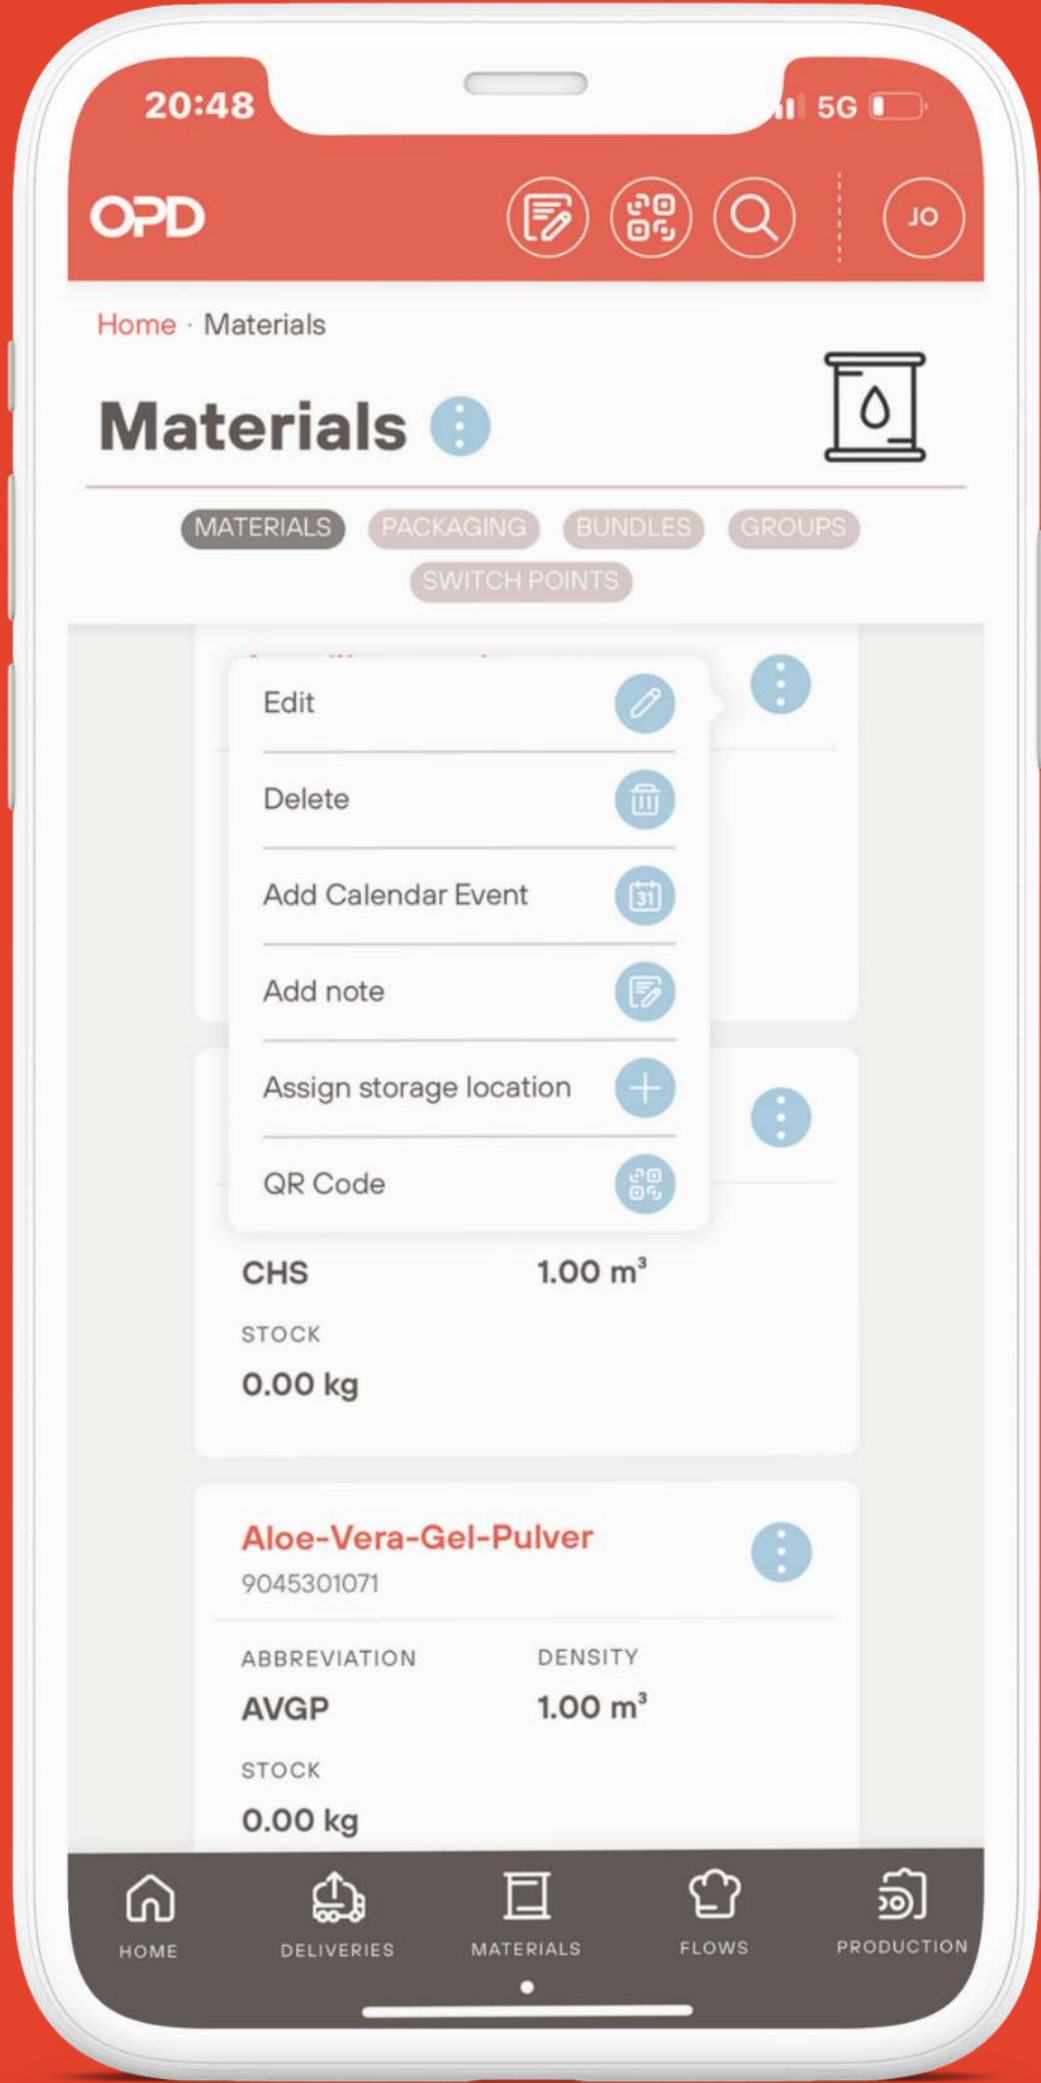 20:48
5G
OPD
JO
Home · Materials
Materials
MATERIALS
PACKAGING
BUNDLES
GROUPS
SWITCH POINTS
Edit
Delete
Add Calendar Event
31
Add note
Assign storage location
QR Code
CHS
1.00 m³
STOCK
0.00 kg
Aloe-Vera-Gel-Pulver
9045301071
ABBREVIATION
DENSITY
AVGP
1.00 m³
STOCK
0.00 kg
HOME
DELIVERIES
MATERIALS
FLOWS
PRODUCTION